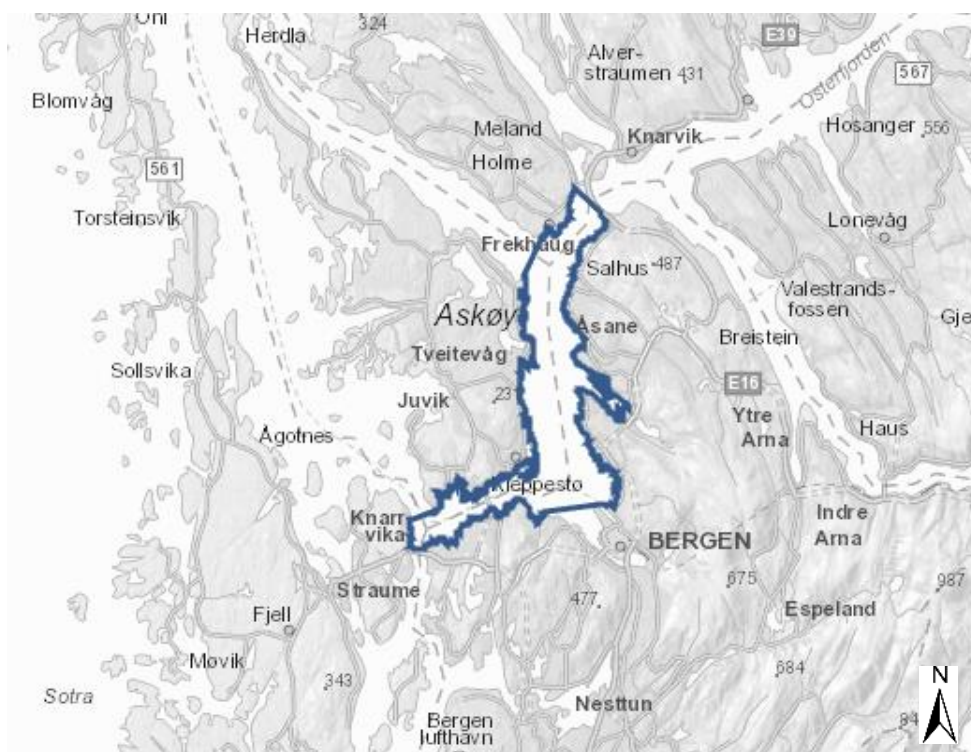 Herdla
324
E39
Alver-
straumen 431
Osterfjorden
567
Blomvåg
Meland
Knarvik
Hosanger
556
Holme
561
Torsteinsvik
Lonevåg
Frekhaug
Salhus
487
Valestrands-
fossen
Gje
Askøy
Åsane
Breistein
Tveitevåg
Sollsvika
E16
231
Juvik
Ytre
Arna
Haus
Ågotnes
Kleppestø
Knarr
vika
Indre
Arna
BERGEN
Straume
675
987
477
Espeland
Fjell
Møvik
684
343
N
Sotra
Nesttun
Bergen
lufthavn